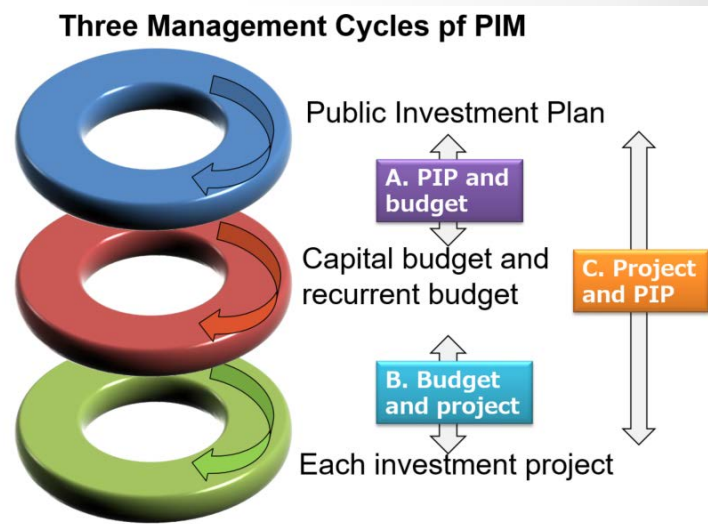 Three Management Cycles pf PIM
Public Investment Plan
A. PIP and
budget
Capital budget and
recurrent budget
C. Project
and PIP
B. Budget
and project
Each investment project